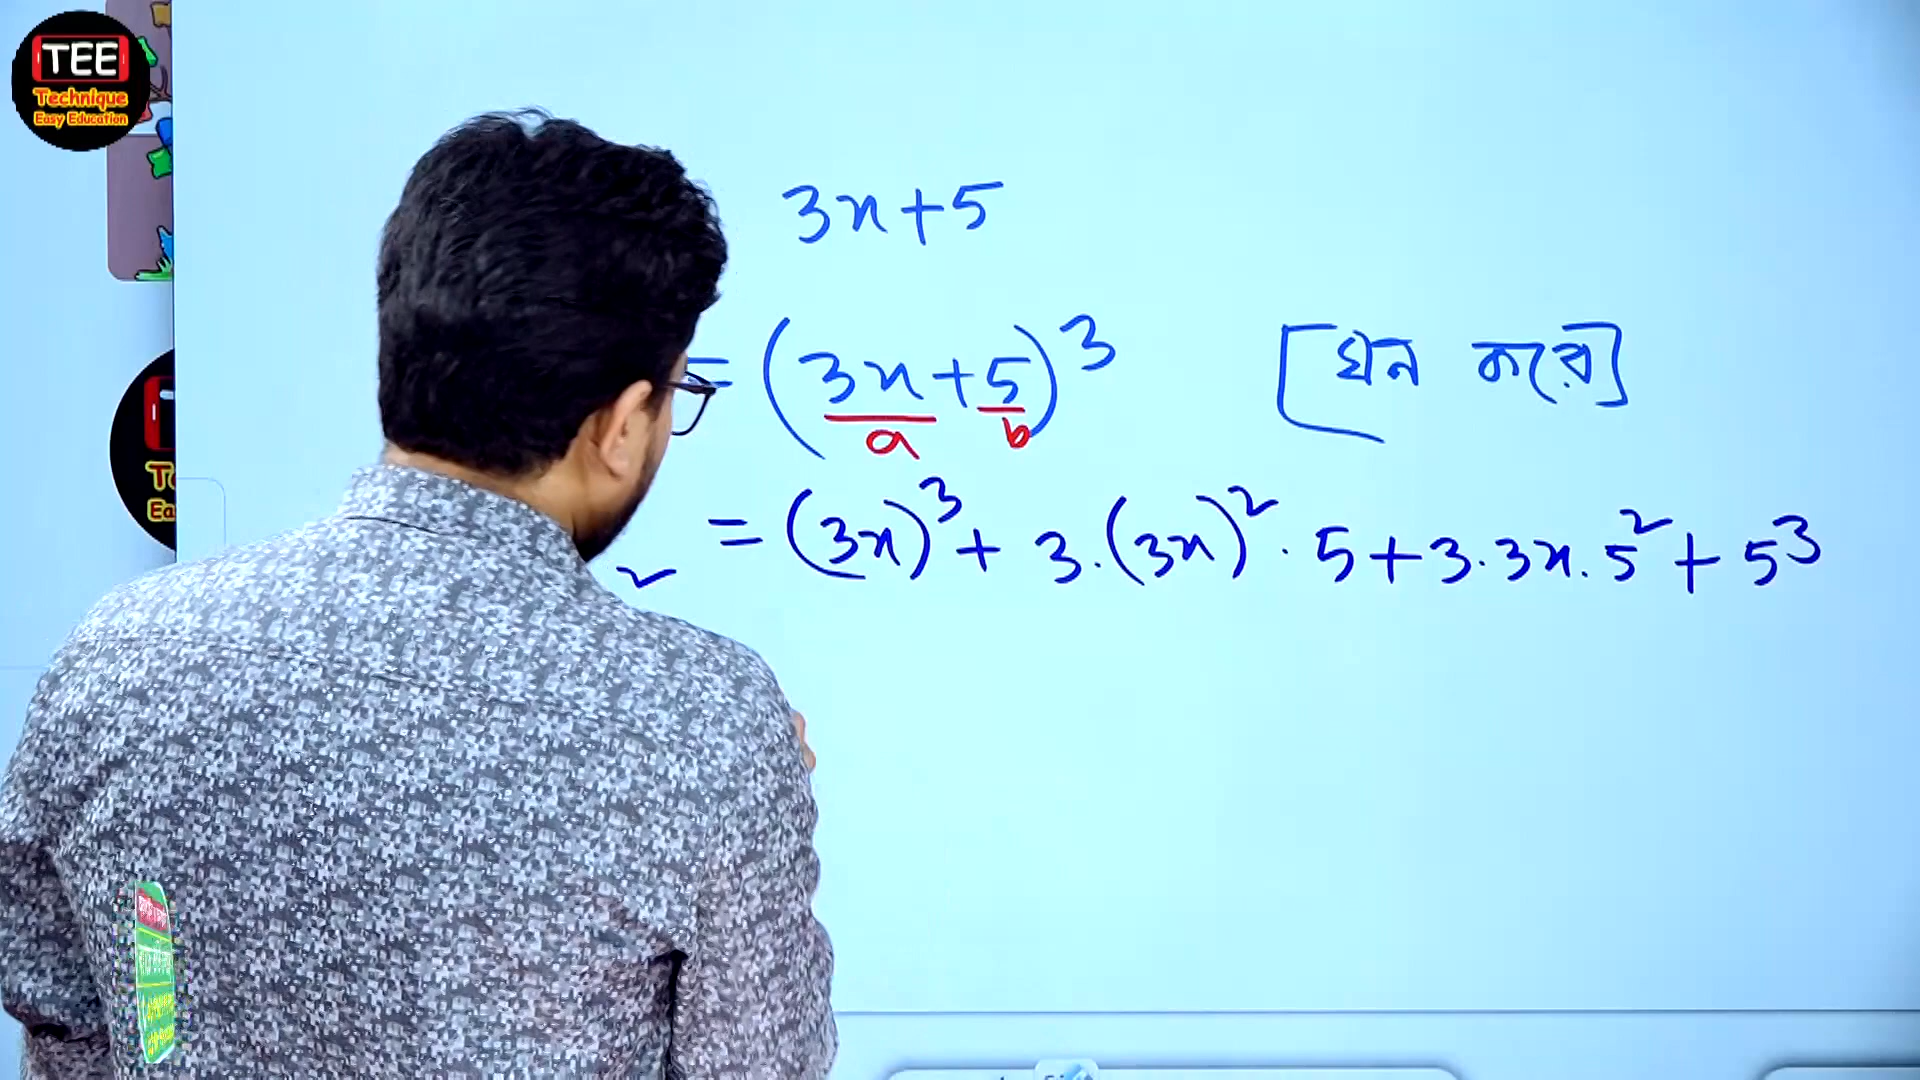 TEE
Technique
Easy Education
3x+5
= (3x+5)³ [ঘন করে]
a b
= (3x)³ + 3·(3x)²·5+3·3x·5²+5³
2